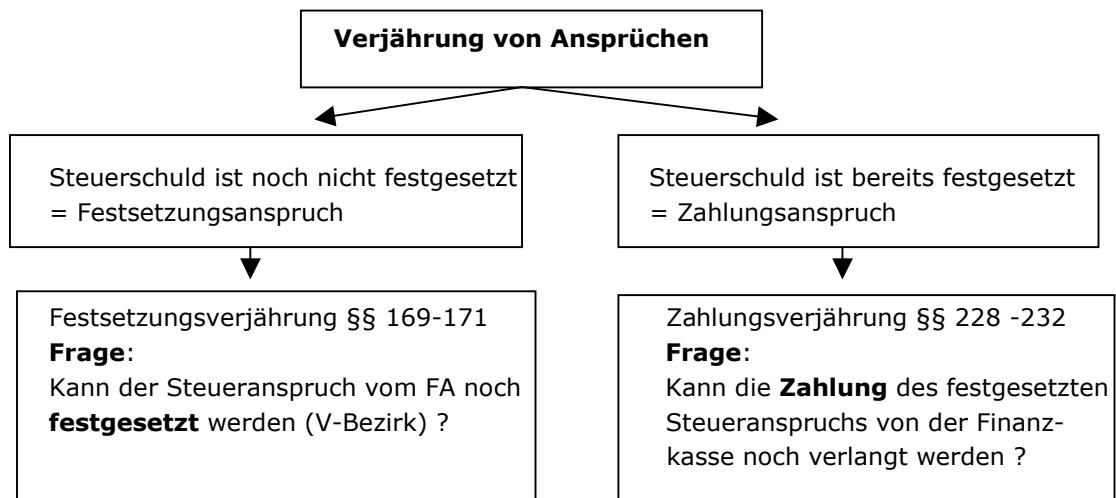 Verjährung von Ansprüchen
Steuerschuld ist noch nicht festgesetzt
= Festsetzungsanspruch
Steuerschuld ist bereits festgesetzt
= Zahlungsanspruch
Festsetzungsverjährung §§ 169-171
Frage:
Kann der Steueranspruch vom FA noch
festgesetzt werden (V-Bezirk) ?
Zahlungsverjährung §§ 228 -232
Frage:
Kann die Zahlung des festgesetzten
Steueranspruchs von der Finanz-
kasse noch verlangt werden ?